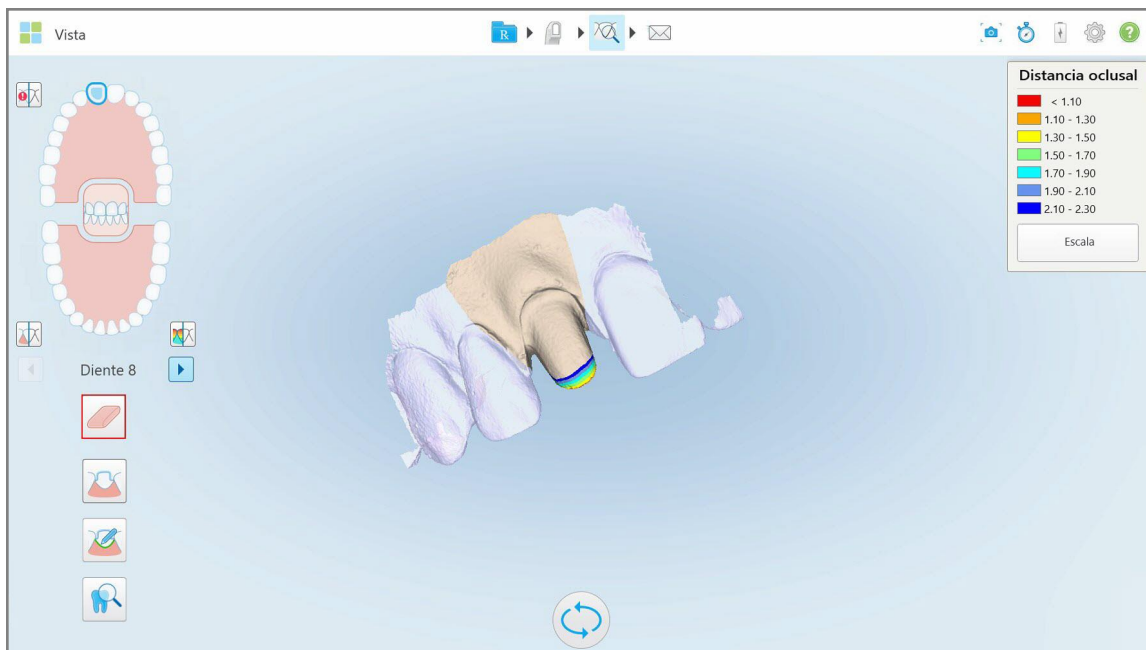 Vista
R
Distancia oclusal
< 1.10
1.10 - 1.30
1.30 - 1.50
1.50 - 1.70
1.70 - 1.90
1.90 - 2.10
2.10 - 2.30
Escala
Diente 8